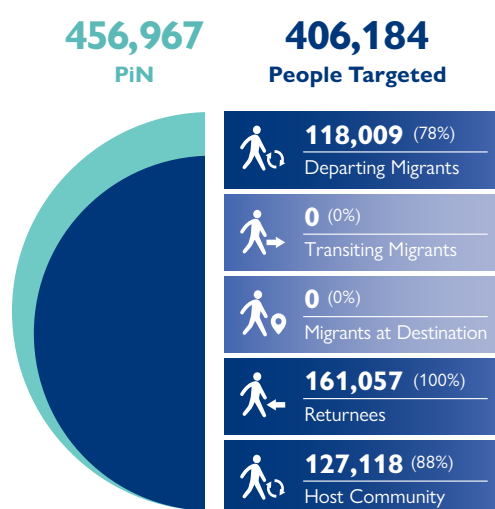 456,967
PiN
406,184
People Targeted
118,009 (78%)
Departing Migrants
0 (0%)
Transiting Migrants
0 (0%)
Migrants at Destination
161,057 (100%)
Returnees
127,118 (88%)
Host Community